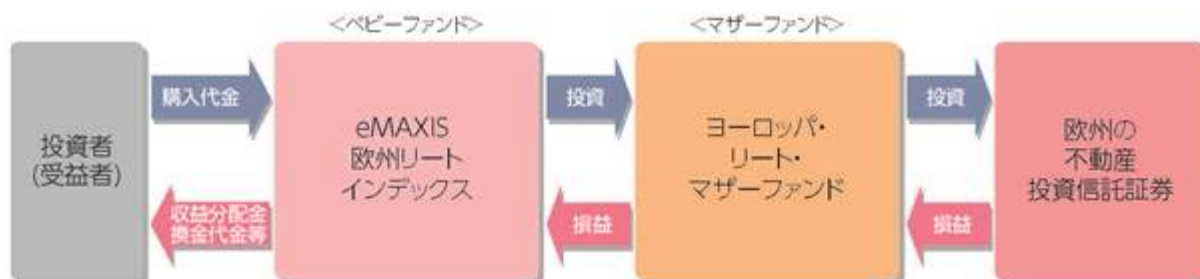 <ベビーファンド>
<マザーファンド>
投資者
(受益者)
購入代金
収益分配金
換金代金等
eMAXIS
欧州リート
インデックス
投資
損益
ヨーロッパ・
リート・
マザーファンド
投資
損益
欧州の
不動産
投資信託証券